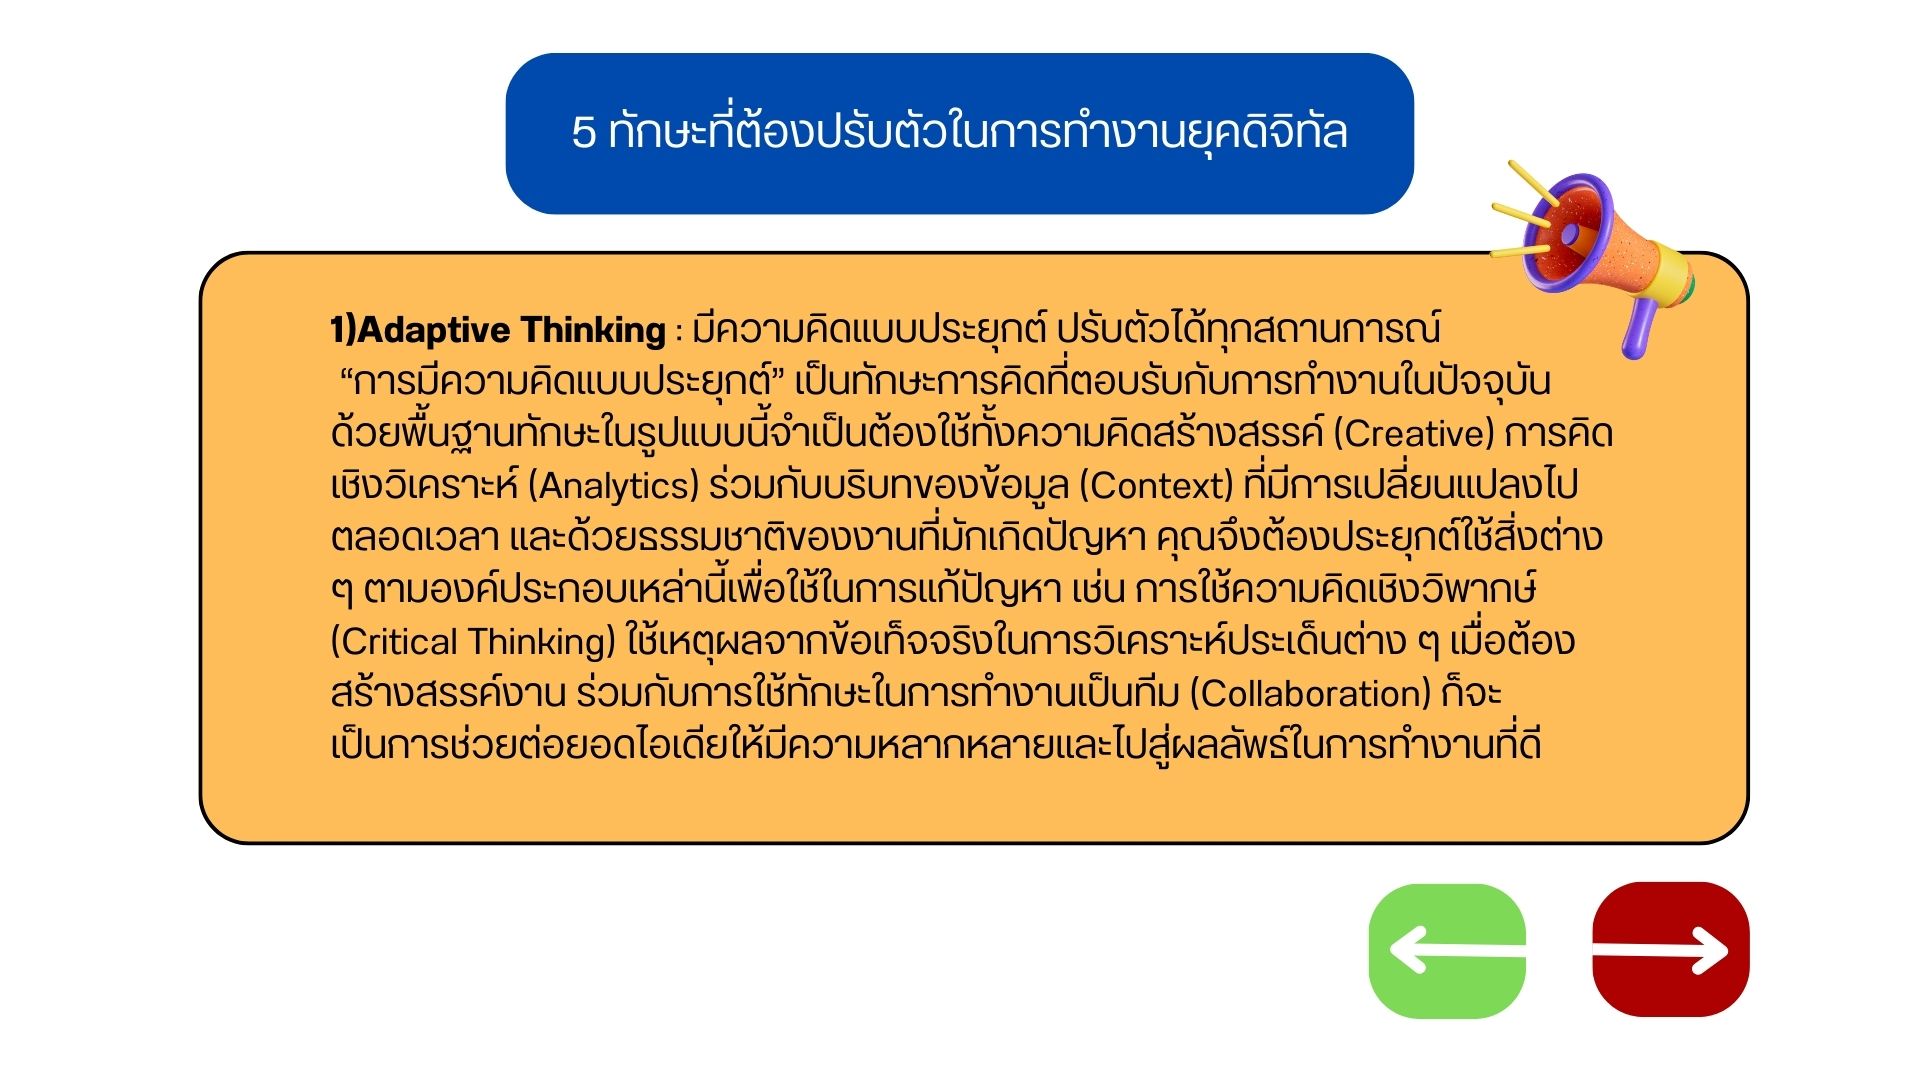 5 ทักษะที่ต้องปรับตัวในการทำงานยุคดิจิทัล
1)Adaptive Thinking : มีความคิดแบบประยุกต์ ปรับตัวได้ทุกสถานการณ์
“การมีความคิดแบบประยุกต์” เป็นทักษะการคิดที่ตอบรับกับการทำงานในปัจจุบัน
ด้วยพื้นฐานทักษะในรูปแบบนี้จำเป็นต้องใช้ทั้งความคิดสร้างสรรค์ (Creative) การคิด
เชิงวิเคราะห์ (Analytics) ร่วมกับบริบทของข้อมูล (Context) ที่มีการเปลี่ยนแปลงไป
ตลอดเวลา และด้วยธรรมชาติของงานที่มักเกิดปัญหา คุณจึงต้องประยุกต์ใช้สิ่งต่าง
ๆ ตามองค์ประกอบเหล่านี้เพื่อใช้ในการแก้ปัญหา เช่น การใช้ความคิดเชิงวิพากษ์
(Critical Thinking) ใช้เหตุผลจากข้อเท็จจริงในการวิเคราะห์ประเด็นต่าง ๆ เมื่อต้อง
สร้างสรรค์งาน ร่วมกับการใช้ทักษะในการทำงานเป็นทีม (Collaboration) ก็จะ
เป็นการช่วยต่อยอดไอเดียให้มีความหลากหลายและไปสู่ผลลัพธ์ในการทำงานที่ดี